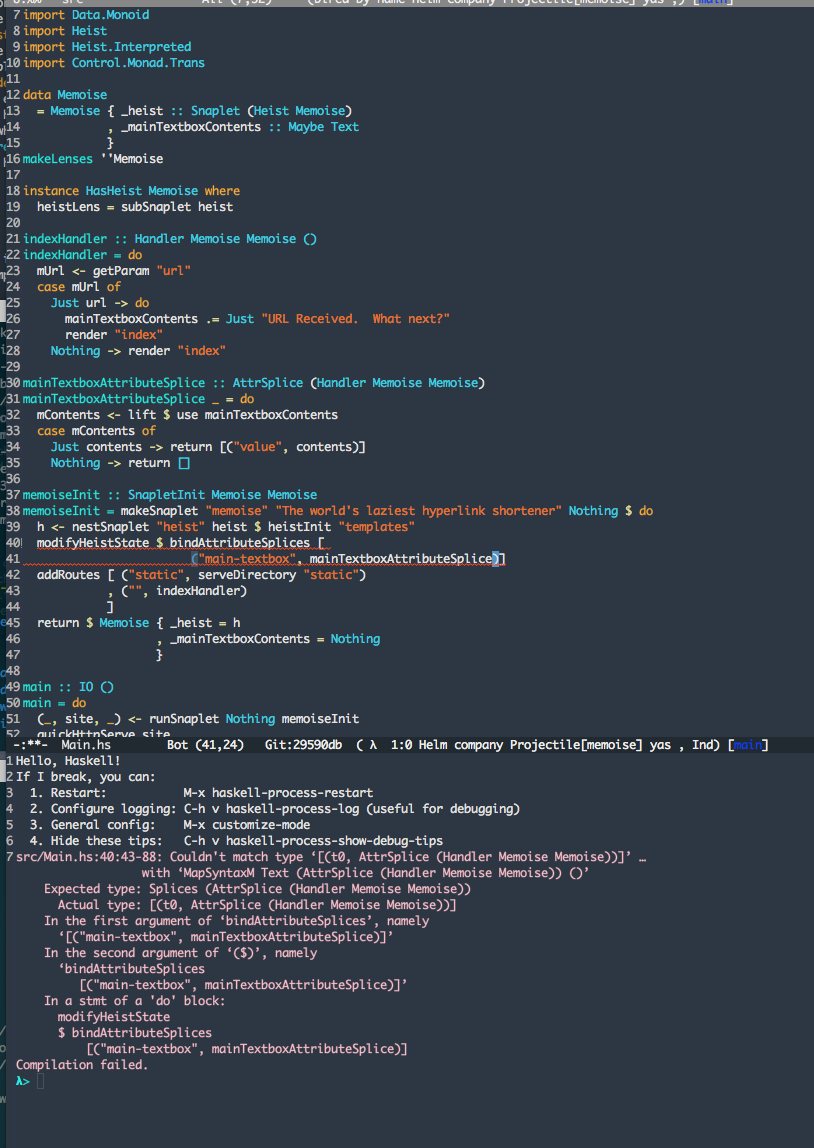 7 import Data.Monoid
8 import Heist
9 import Heist.Interpreted
10 import Control.Monad.Trans
11
12 data Memoise
13   = Memoise { _heist :: Snaplet (Heist Memoise)
14             , _mainTextboxContents :: Maybe Text
15             }
16 makeLenses ''Memoise
17
18 instance HasHeist Memoise where
19   heistLens = subSnaplet heist
20
21 indexHandler :: Handler Memoise Memoise ()
22 indexHandler = do
23   mUrl <- getParam "url"
24   case mUrl of
25     Just url -> do
26       mainTextboxContents .= Just "URL Received.  What next?"
27       render "index"
28     Nothing -> render "index"
29
30 mainTextboxAttributeSplice :: AttrSplice (Handler Memoise Memoise)
31 mainTextboxAttributeSplice _ = do
32   mContents <- lift $ use mainTextboxContents
33   case mContents of
34     Just contents -> return [("value", contents)]
35     Nothing -> return []
36
37 memoiseInit :: SnapletInit Memoise Memoise
38 memoiseInit = makeSnaplet "memoise" "The world's laziest hyperlink shortener" Nothing $ do
39   h <- nestSnaplet "heist" heist $ heistInit "templates"
40   modifyHeistState $ bindAttributeSplices [
41                         ("main-textbox", mainTextboxAttributeSplice)]
42   addRoutes [ ("static", serveDirectory "static")
43             , ("", indexHandler)
44             ]
45   return $ Memoise { _heist = h
46                    , _mainTextboxContents = Nothing
47                    }
48
49 main :: IO ()
50 main = do
51   (_, site, _) <- runSnaplet Nothing memoiseInit
52   quickHttpServe site
-:**-  Main.hs       Bot (41,24)   Git:29590db  ( λ  1:0 Helm company Projectile[memoise] yas , Ind) [main]
1 Hello, Haskell!
2 If I break, you can:
3   1. Restart:           M-x haskell-process-restart
4   2. Configure logging: C-h v haskell-process-log (useful for debugging)
5   3. General config:    M-x customize-mode
6   4. Hide these tips:   C-h v haskell-process-show-debug-tips
7 src/Main.hs:40:43-88: Couldn't match type ‘[(t0, AttrSplice (Handler Memoise Memoise))]’ …
                  with ‘MapSyntaxM Text (AttrSplice (Handler Memoise Memoise)) ()’
    Expected type: Splices (AttrSplice (Handler Memoise Memoise))
      Actual type: [(t0, AttrSplice (Handler Memoise Memoise))]
    In the first argument of ‘bindAttributeSplices’, namely
      ‘[("main-textbox", mainTextboxAttributeSplice)]’
    In the second argument of ‘($)’, namely
      ‘bindAttributeSplices
         [("main-textbox", mainTextboxAttributeSplice)]’
    In a stmt of a 'do' block:
      modifyHeistState
      $ bindAttributeSplices
          [("main-textbox", mainTextboxAttributeSplice)]
Compilation failed.
λ>